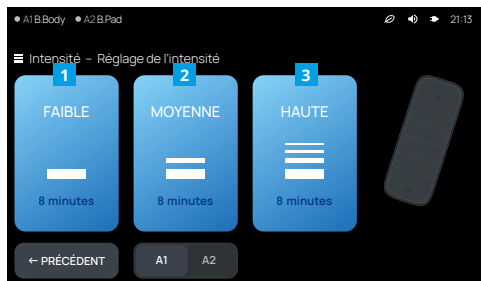 A1 B.Body A2 B.Pad 21:13
Intensité – Réglage de l'intensité
1 2 3
FAIBLE MOYENNE HAUTE
8 minutes 8 minutes 8 minutes
← PRÉCÉDENT A1 A2